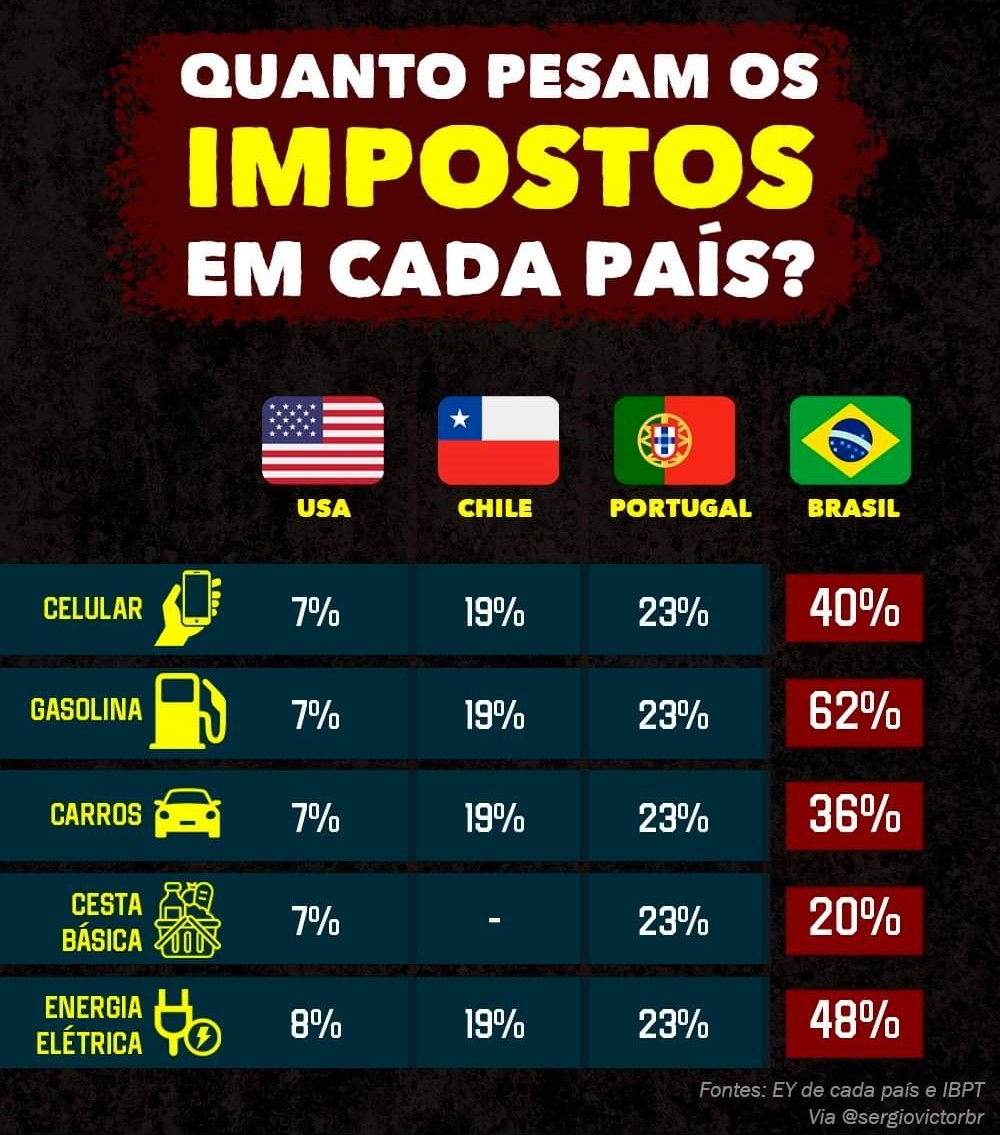 QUANTO PESAM OS
IMPOSTOS
EM CADA PAÍS?
USA CHILE PORTUGAL BRASIL
CELULAR 7% 19% 23% 40%
GASOLINA 7% 19% 23% 62%
CARROS 7% 19% 23% 36%
CESTA
BÁSICA 7% - 23% 20%
ENERGIA
ELÉTRICA 8% 19% 23% 48%
Fontes: EY de cada país e IBPT
Via @sergiovictorbr